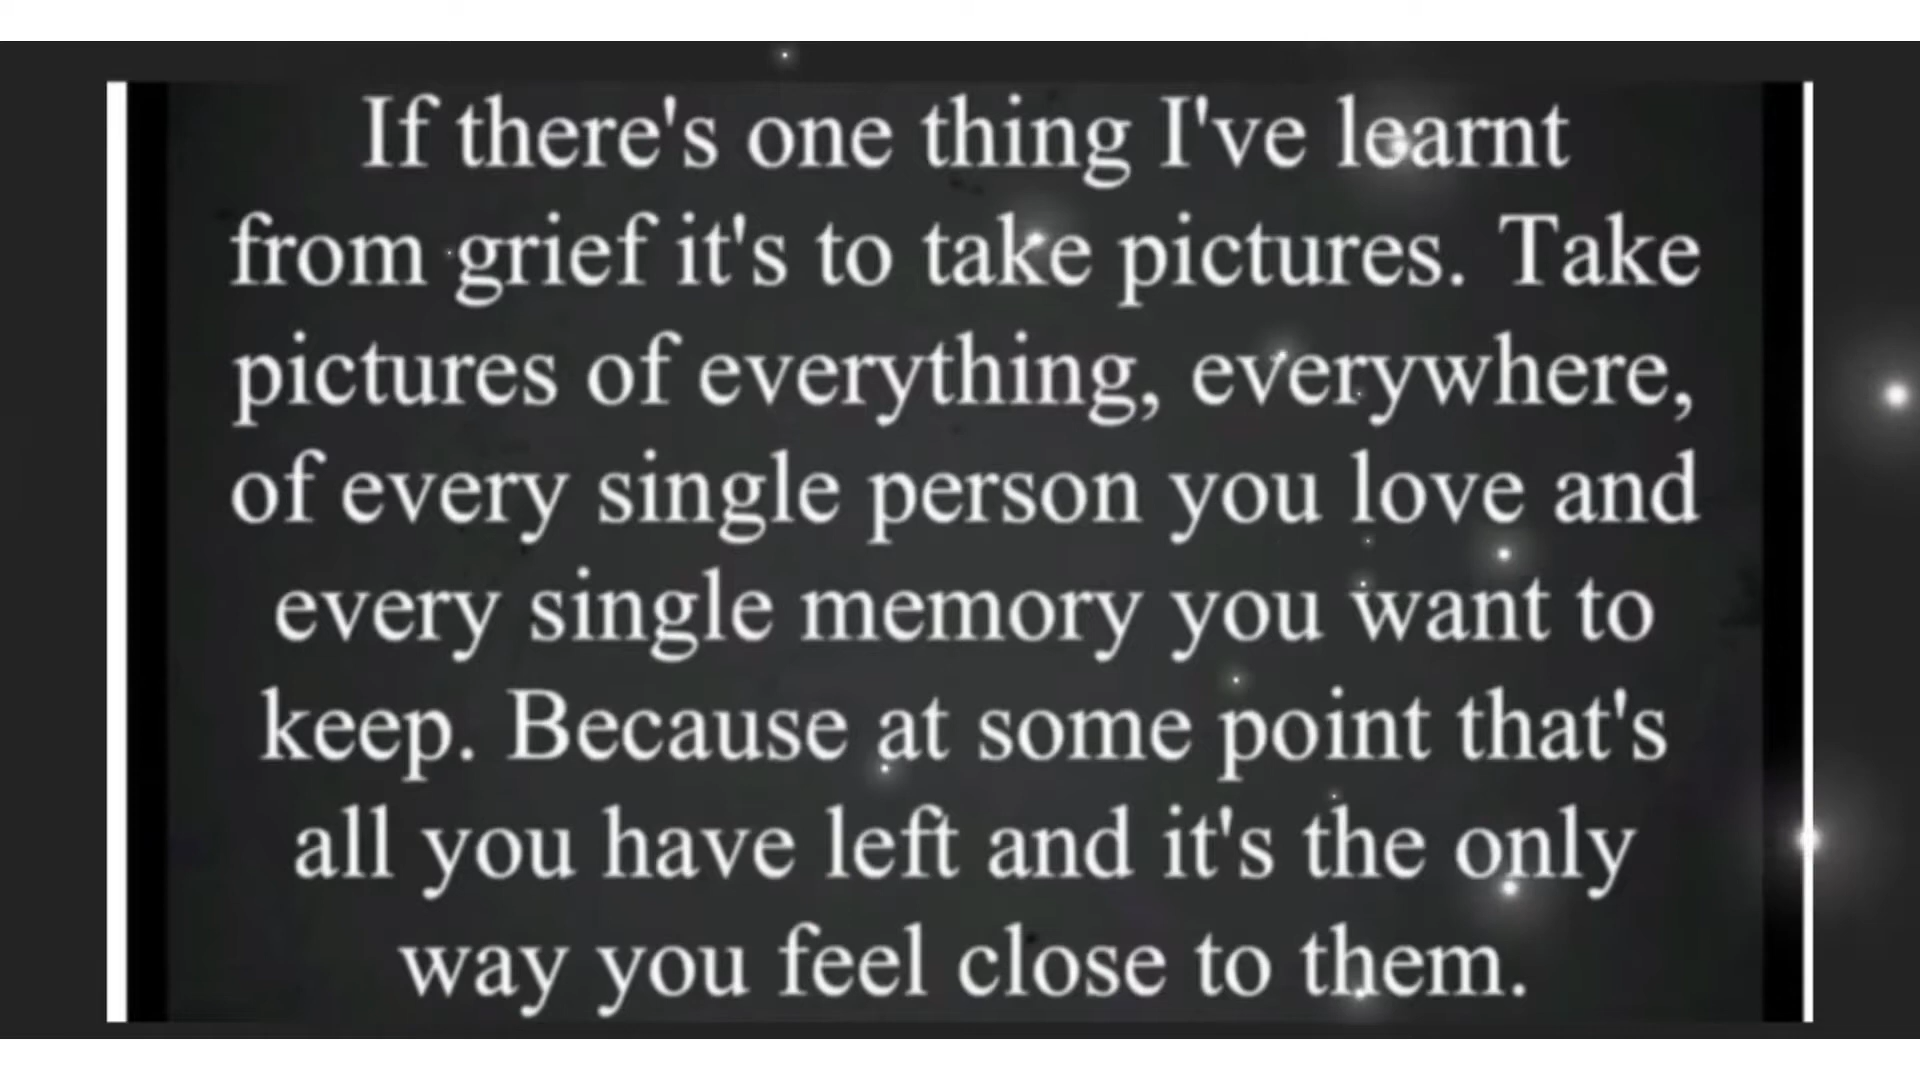 If there's one thing I've learnt
from grief it's to take pictures. Take
pictures of everything, everywhere,
of every single person you love and
every single memory you want to
keep. Because at some point that's
all you have left and it's the only
way you feel close to them.